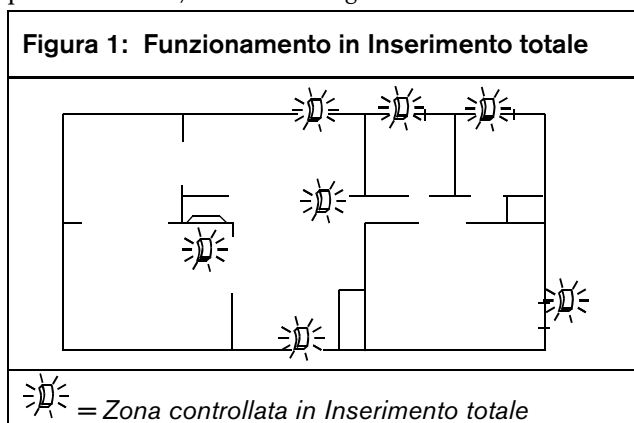 Figura 1: Funzionamento in Inserimento totale
= Zona controllata in Inserimento totale